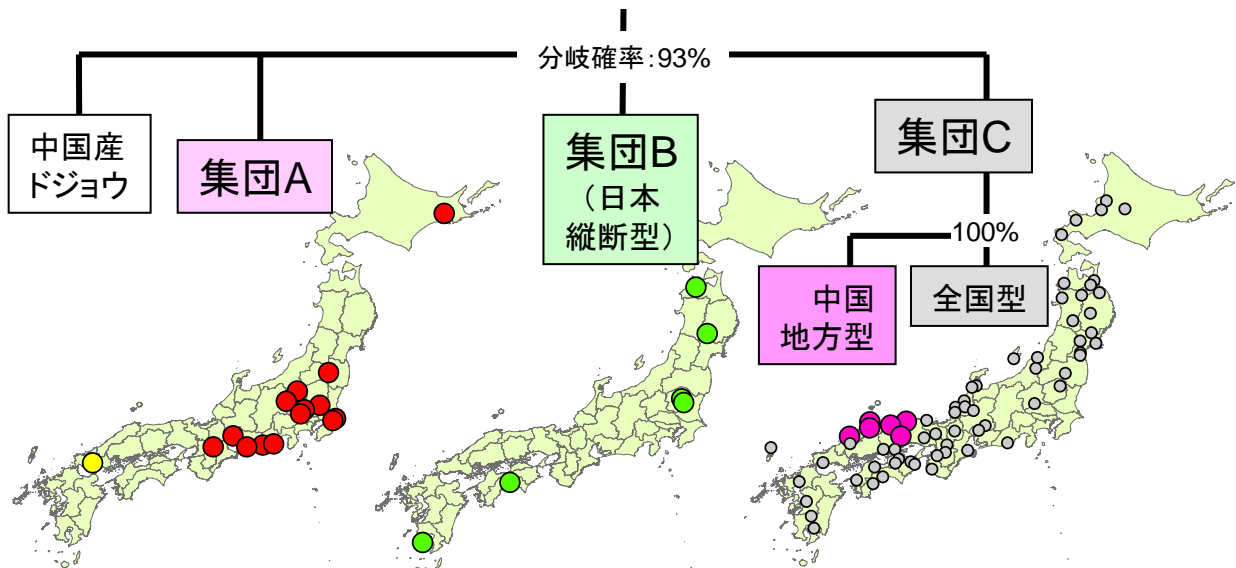 分岐確率:93%
中国産
ドジョウ
集団A
集団B
(日本
縦断型)
集団C
100%
中国
地方型
全国型